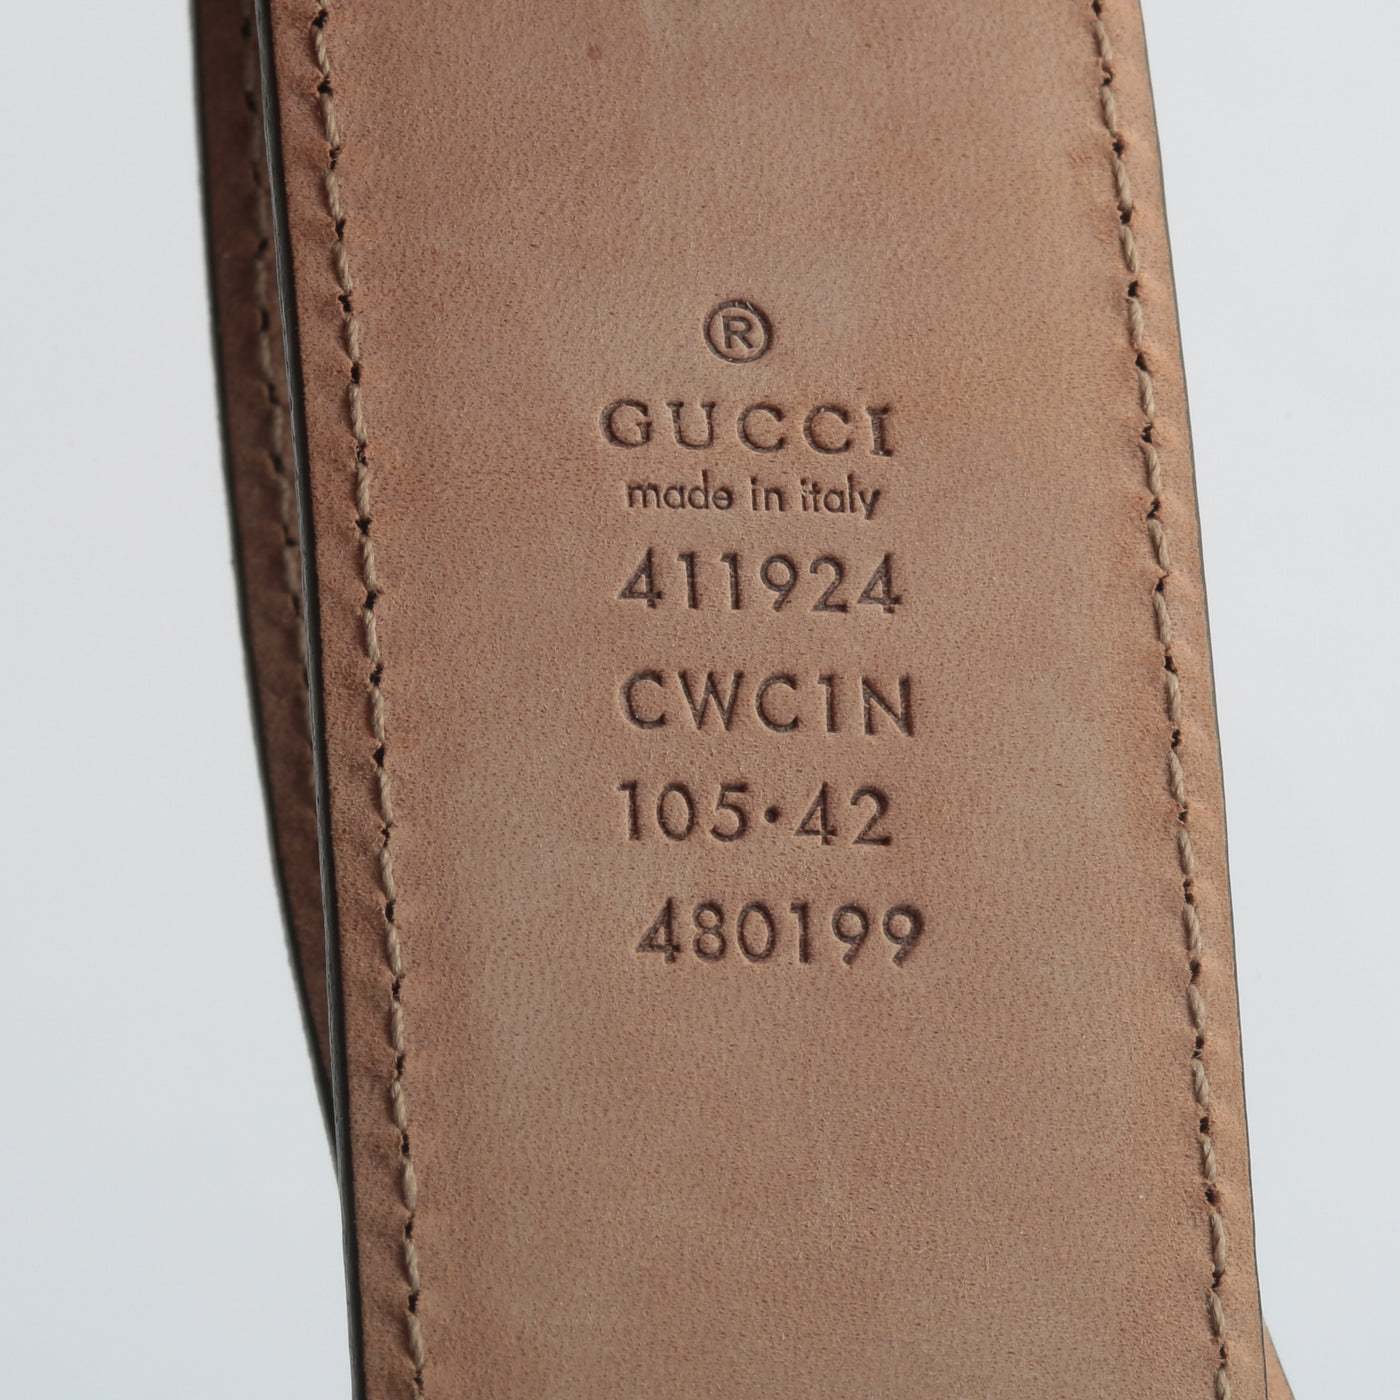 ®
GUCCI
made in italy
411924
CWC1N
105·42
480199